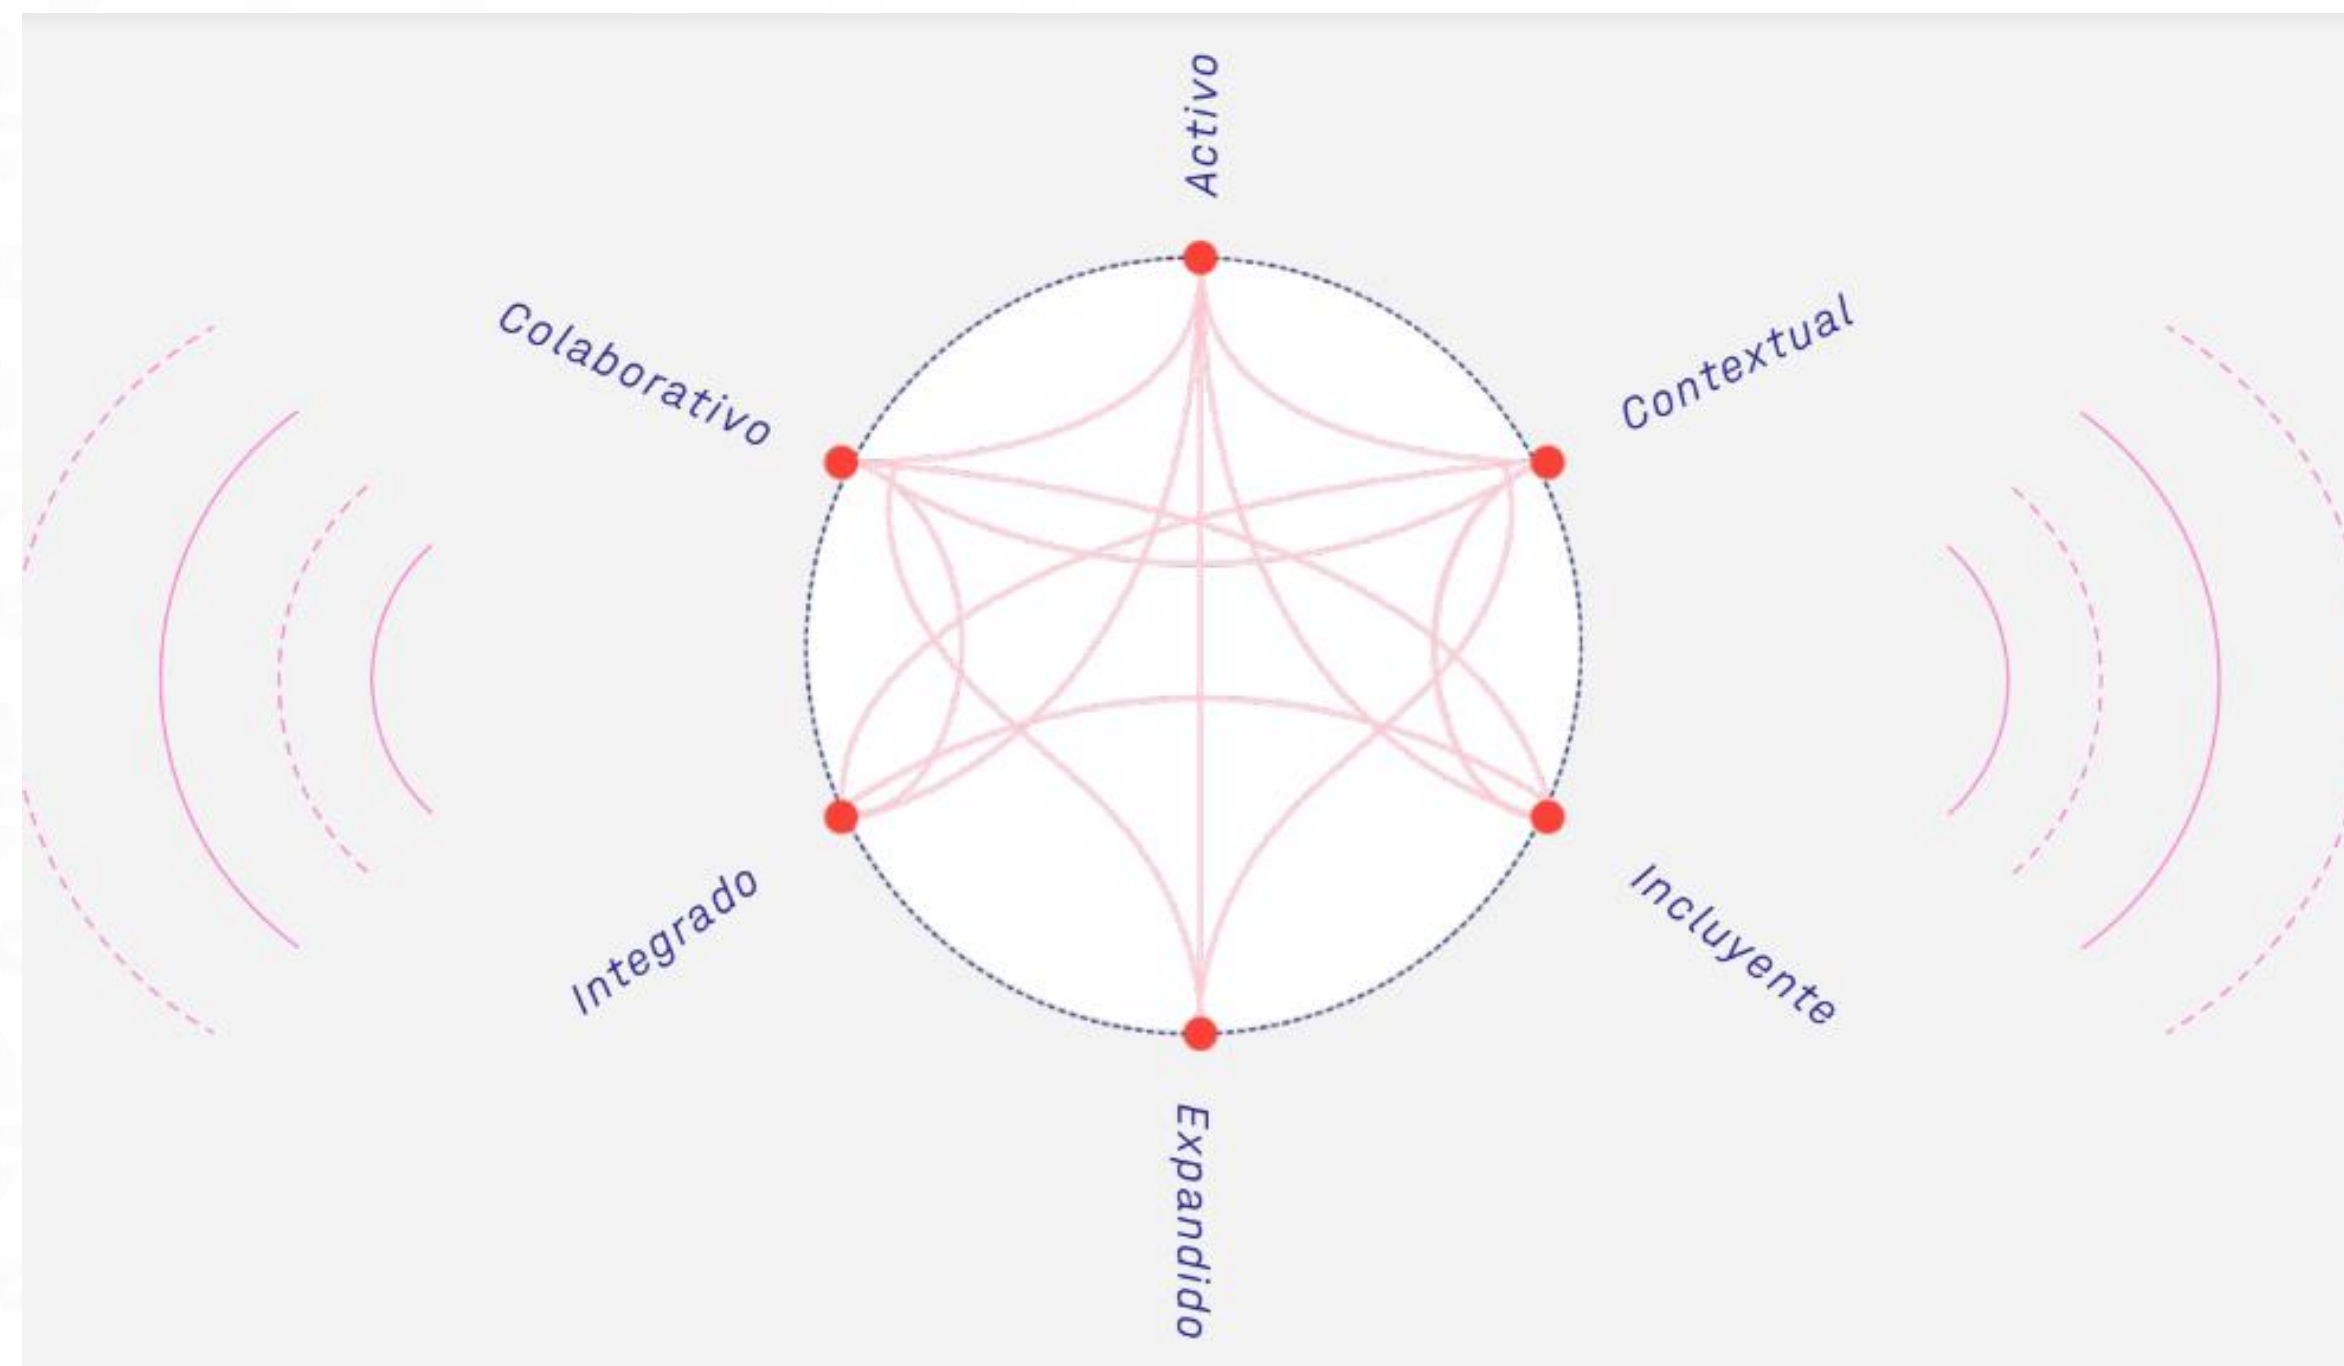 Activo
Colaborativo
Contextual
Integrado
Incluyente
Expandido